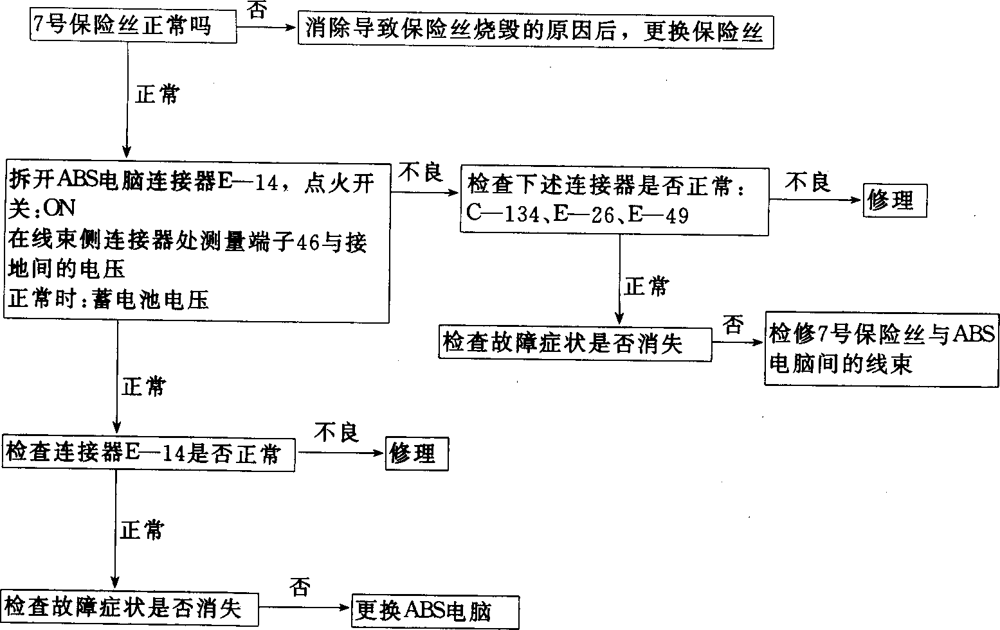 7号保险丝正常吗
否
消除导致保险丝烧毁的原因后，更换保险丝
正常
拆开ABS电脑连接器E—14，点火开
关:ON
在线束侧连接器处测量端子46与接
地间的电压
正常时:蓄电池电压
不良
检查下述连接器是否正常:
C—134、E—26、E—49
不良
修理
正常
检查故障症状是否消失
否
检修7号保险丝与ABS
电脑间的线束
正常
检查连接器E—14是否正常
不良
修理
正常
检查故障症状是否消失
否
更换ABS电脑